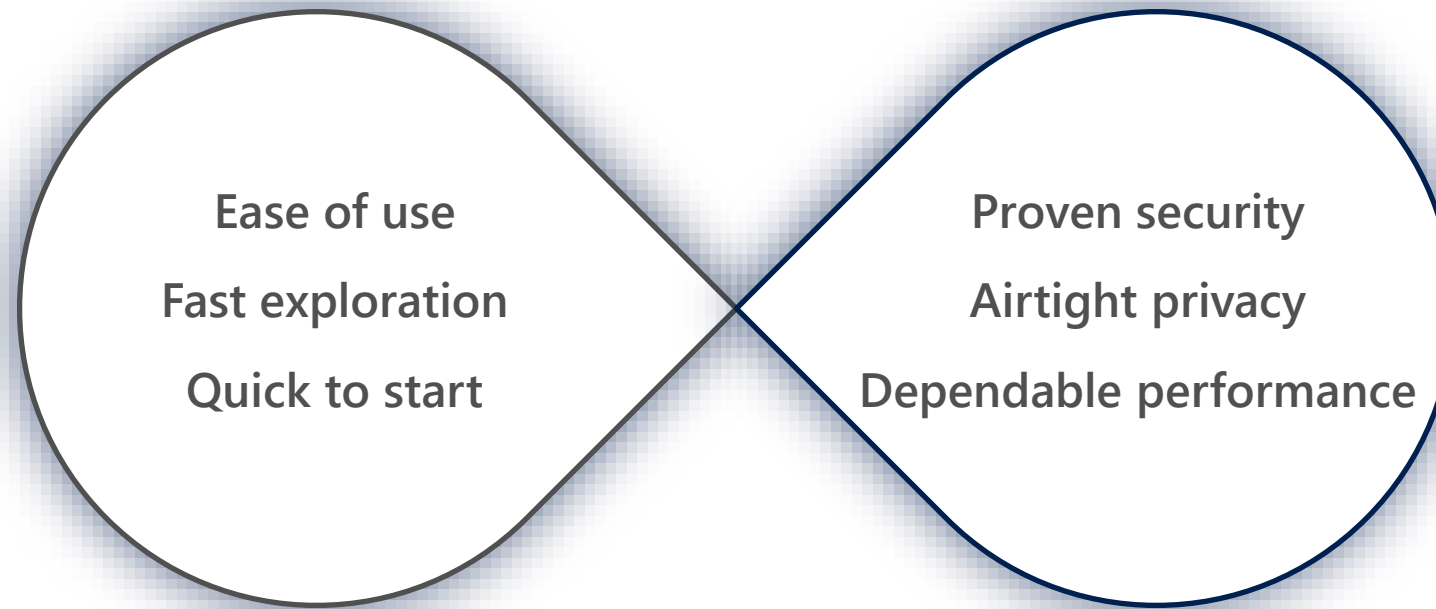 Ease of use
Fast exploration
Quick to start
Proven security
Airtight privacy
Dependable performance